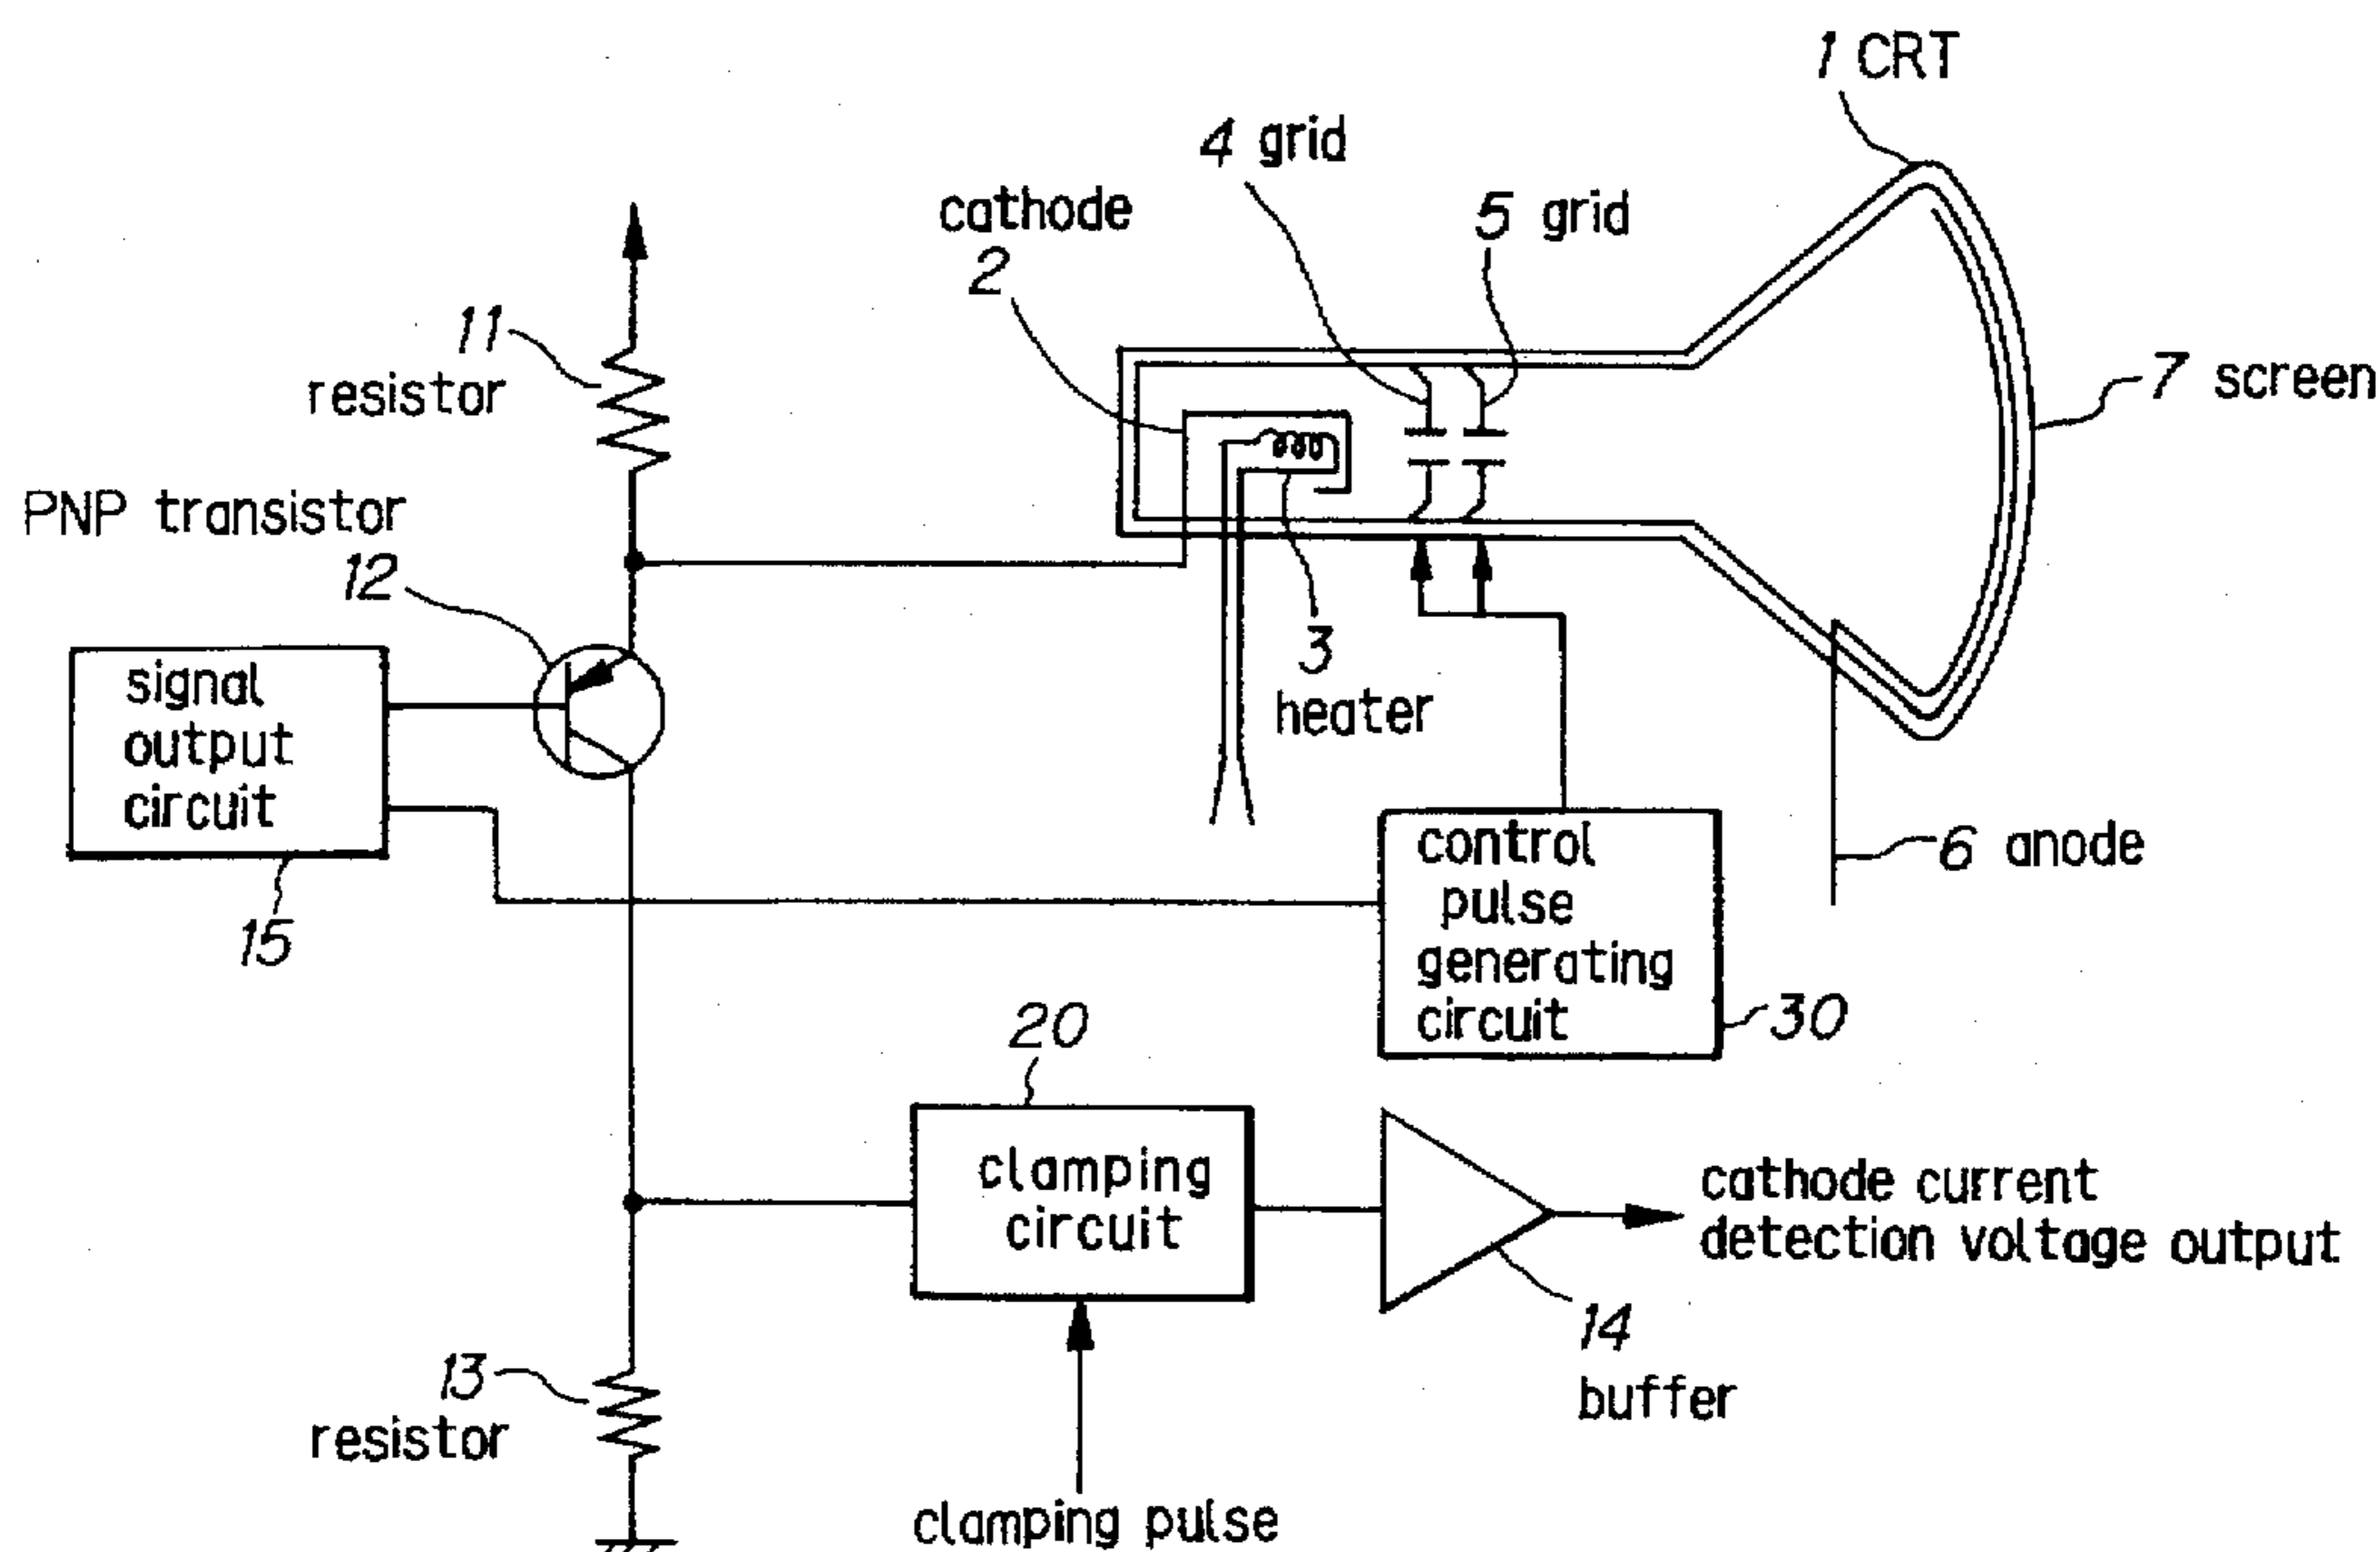 1 CRT
4 grid
5 grid
cathode
2
11
resistor
7 screen
PNP transistor
12
3
heater
signal
output
circuit
15
control
pulse
generating
circuit
6 anode
30
20
clamping
circuit
cathode current
detection voltage output
14
buffer
13
resistor
clamping pulse